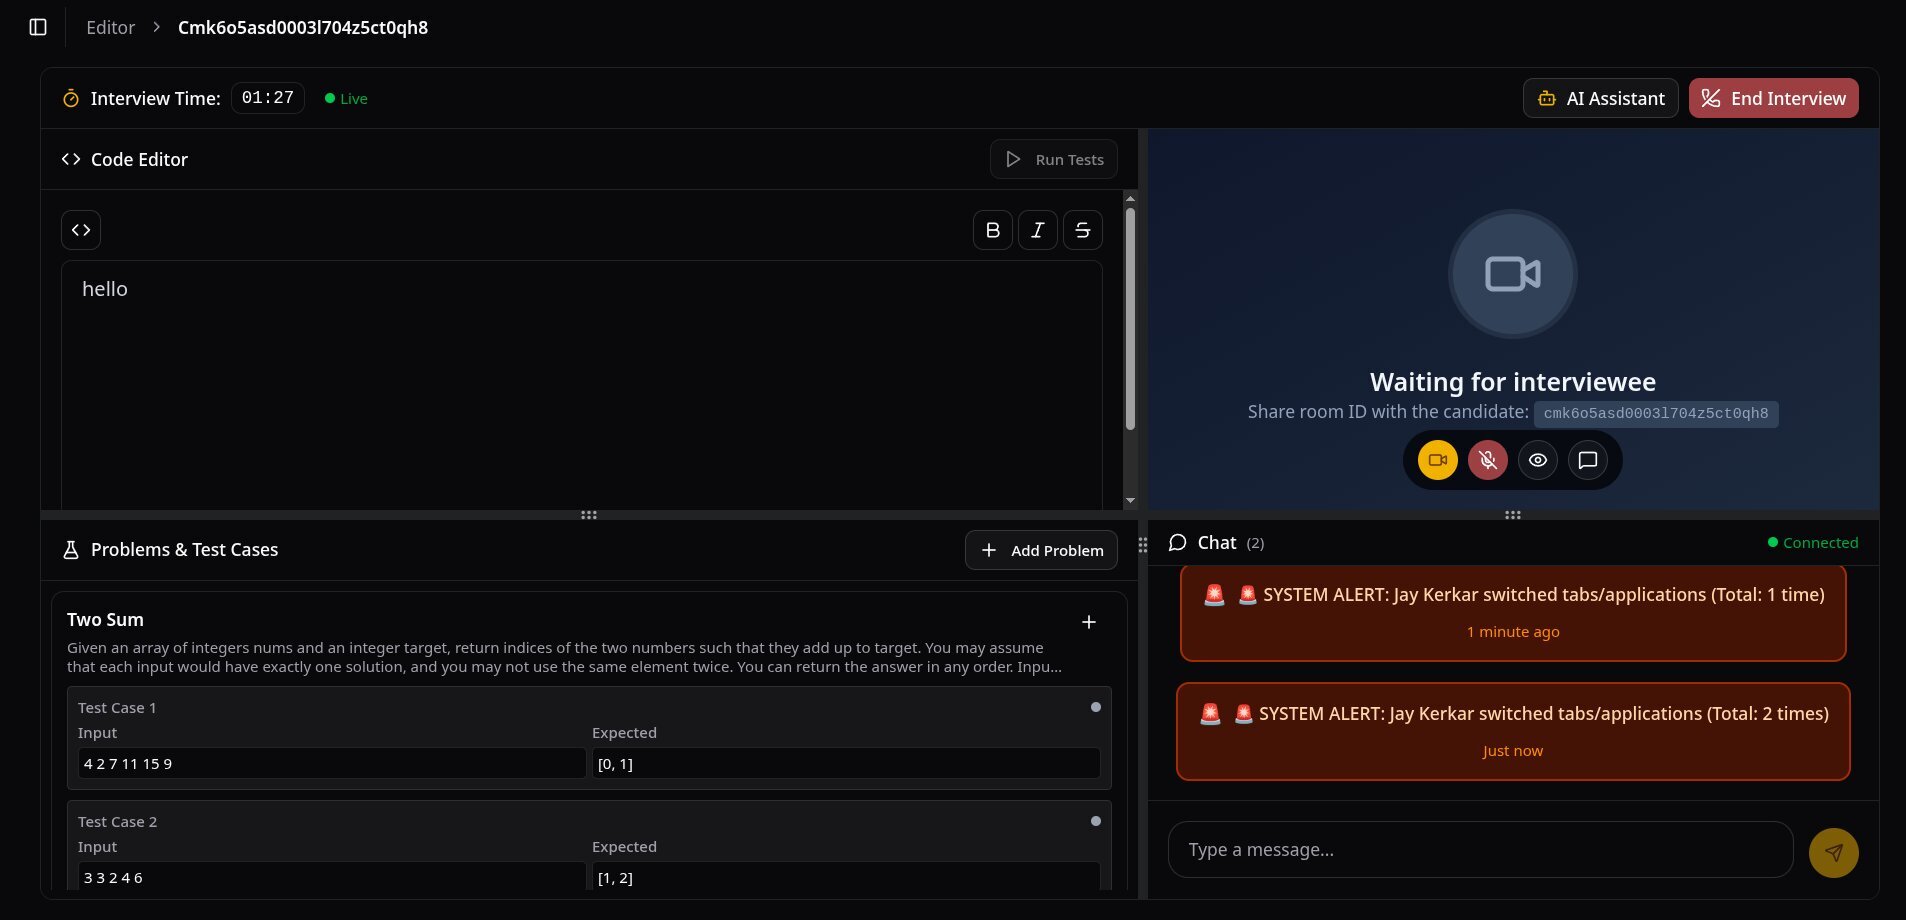 Editor > Cmk6o5asd0003l704z5ct0qh8
Interview Time: 01:27 Live
AI Assistant
End Interview
Code Editor
Run Tests
hello
Waiting for interviewee
Share room ID with the candidate: cmk6o5asd0003l704z5ct0qh8
Problems & Test Cases
Add Problem
Two Sum
Given an array of integers nums and an integer target, return indices of the two numbers such that they add up to target. You may assume
that each input would have exactly one solution, and you may not use the same element twice. You can return the answer in any order. Inpu...
Test Case 1
Input
Expected
4 2 7 11 15 9
[0, 1]
Test Case 2
Input
Expected
3 3 2 4 6
[1, 2]
Chat (2)
Connected
🚨 🚨 SYSTEM ALERT: Jay Kerkar switched tabs/applications (Total: 1 time)
1 minute ago
🚨 🚨 SYSTEM ALERT: Jay Kerkar switched tabs/applications (Total: 2 times)
Just now
Type a message...